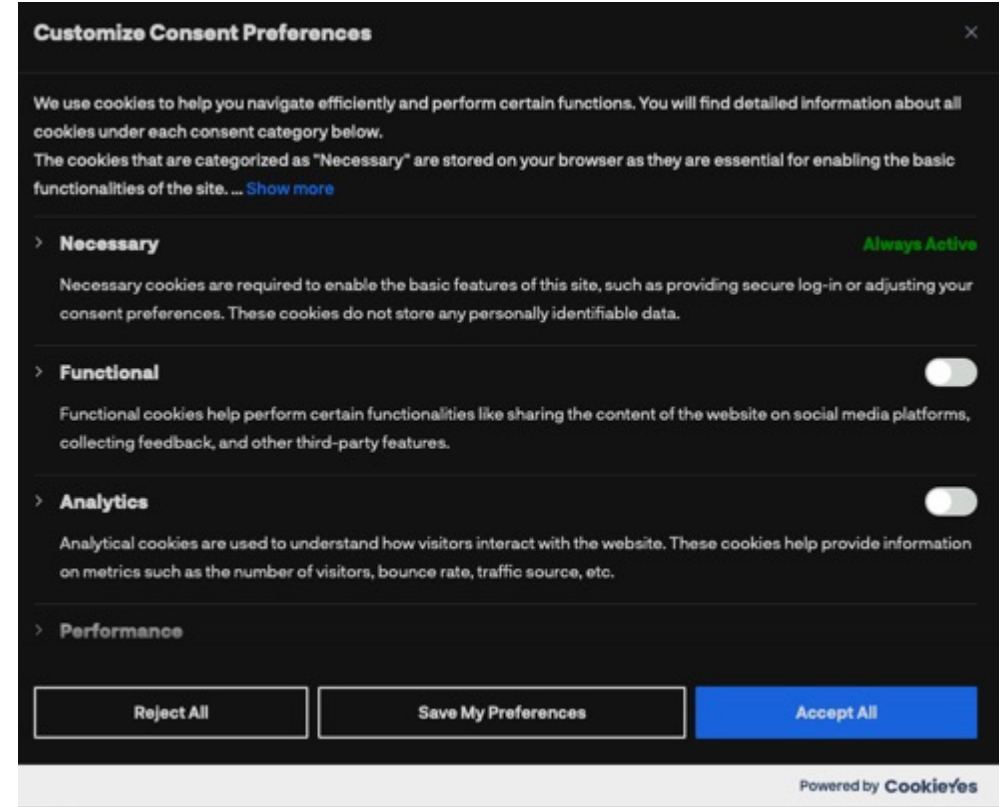 Customize Consent Preferences
We use cookies to help you navigate efficiently and perform certain functions. You will find detailed information about all
cookies under each consent category below.
The cookies that are categorized as "Necessary" are stored on your browser as they are essential for enabling the basic
functionalities of the site. ... Show more
Necessary
Always Active
Necessary cookies are required to enable the basic features of this site, such as providing secure log-in or adjusting your
consent preferences. These cookies do not store any personally identifiable data.
Functional
Functional cookies help perform certain functionalities like sharing the content of the website on social media platforms,
collecting feedback, and other third-party features.
Analytics
Analytical cookies are used to understand how visitors interact with the website. These cookies help provide information
on metrics such as the number of visitors, bounce rate, traffic source, etc.
Performance
Reject All
Save My Preferences
Accept All
Powered by CookieYes